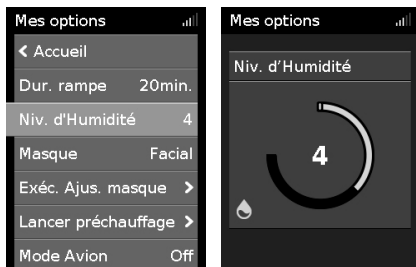 Mes options
Accueil
Dur. rampe 20min.
Niv. d'Humidité 4
Masque Facial
Exéc. Ajus. masque
Lancer préchauffage
Mode Avion Off
Mes options
Niv. d’Humidité
4